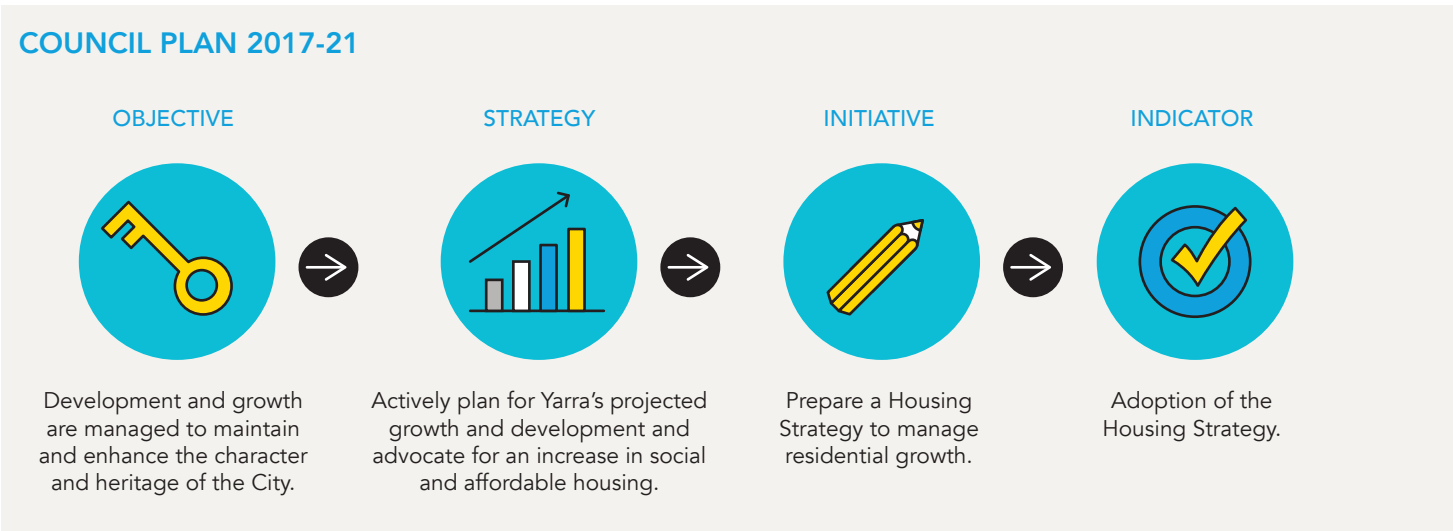 COUNCIL PLAN 2017-21
OBJECTIVE
Development and growth
are managed to maintain
and enhance the character
and heritage of the City.
STRATEGY
Actively plan for Yarra’s projected
growth and development and
advocate for an increase in social
and affordable housing.
INITIATIVE
Prepare a Housing
Strategy to manage
residential growth.
INDICATOR
Adoption of the
Housing Strategy.